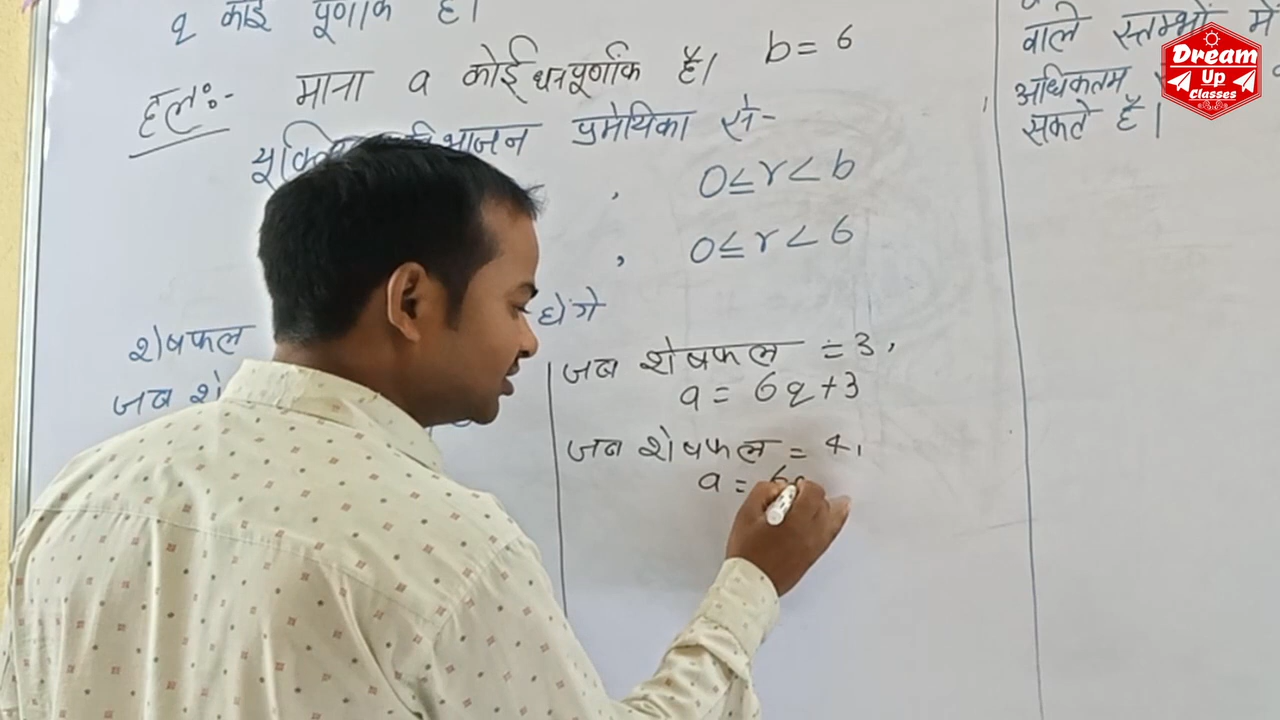 q कोई पूर्णांक है।
हल:- माना a कोई धनपूर्णांक है। b = 6
विभाजन प्रमेयिका से-
, 0 ≤ r < b
, 0 ≤ r < 6
शेषफल होंगे
जब
जब शेषफल = 3,
a = 6q + 3
जब शेषफल = 4,
a = 6q
वाले स्तम्भों में
अधिकतम
सकते है।
Dream
Up
Classes